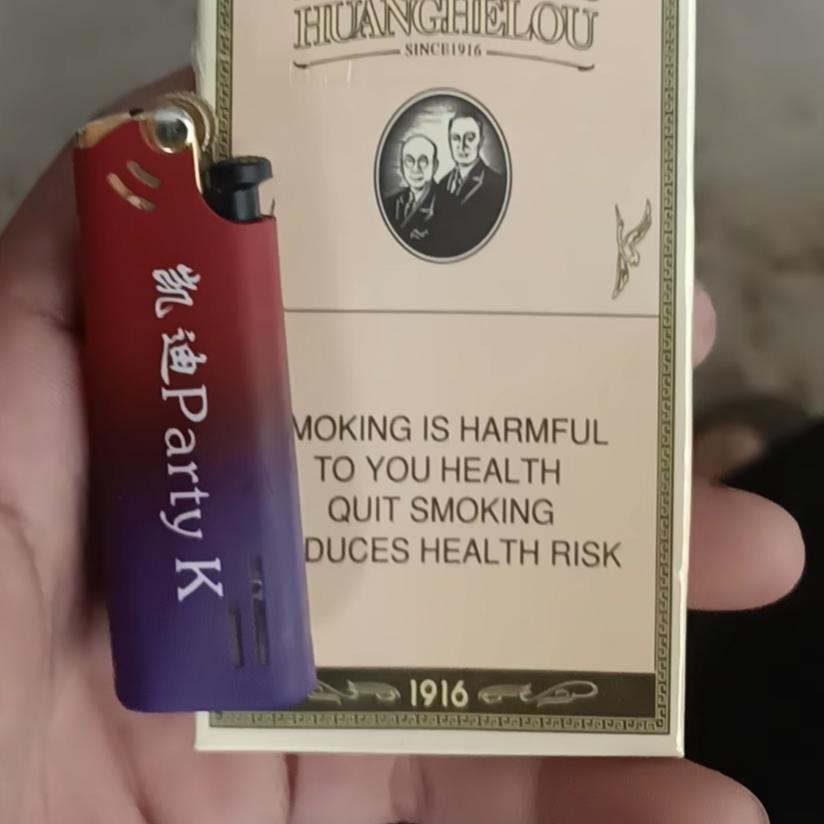 HUANGHELOU
SINCE1916
凯迪Party K
MOKING IS HARMFUL
TO YOU HEALTH
QUIT SMOKING
DUCES HEALTH RISK
1916